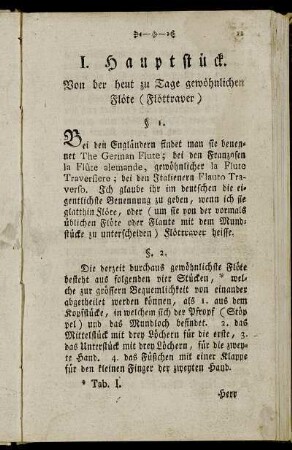 I. Hauptstück.
Von der heut zu Tage gewöhnlichen
Flöte (Flöttraver)
§ 1.
Bei den Engländern findet man sie benen-
net The German Flute; bei den Franzosen
la Flûte alemande, gewöhnlicher la Flute
Traversiere; bei den Italienern Flauto Tra-
verso. Ich glaube ihr im deutschen die ei-
gentlichste Benennung zu geben, wenn ich sie
glatthin Flöte, oder (um sie von der vormals
üblichen Flöte oder Flaute mit dem Mund-
stücke zu unterscheiden) Flöttraver heisse.
§. 2.
Die derzeit durchaus gewöhnlichste Flöte
besteht aus folgenden vier Stücken, * wel-
che zur grössern Bequemlichkeit von einander
abgetheilet werden können, als 1. aus dem
Kopfstücke, in welchem sich der Pfropf (Stöp-
pel) und das Mundloch befindet. 2. das
Mittelstück mit drey Löchern für die erste, 3.
das Unterstück mit drey Löchern, für die zwey-
te Hand. 4. das Füßchen mit einer Klappe
für den kleinen Finger der zweyten Hand.
* Tab. I.
Herr